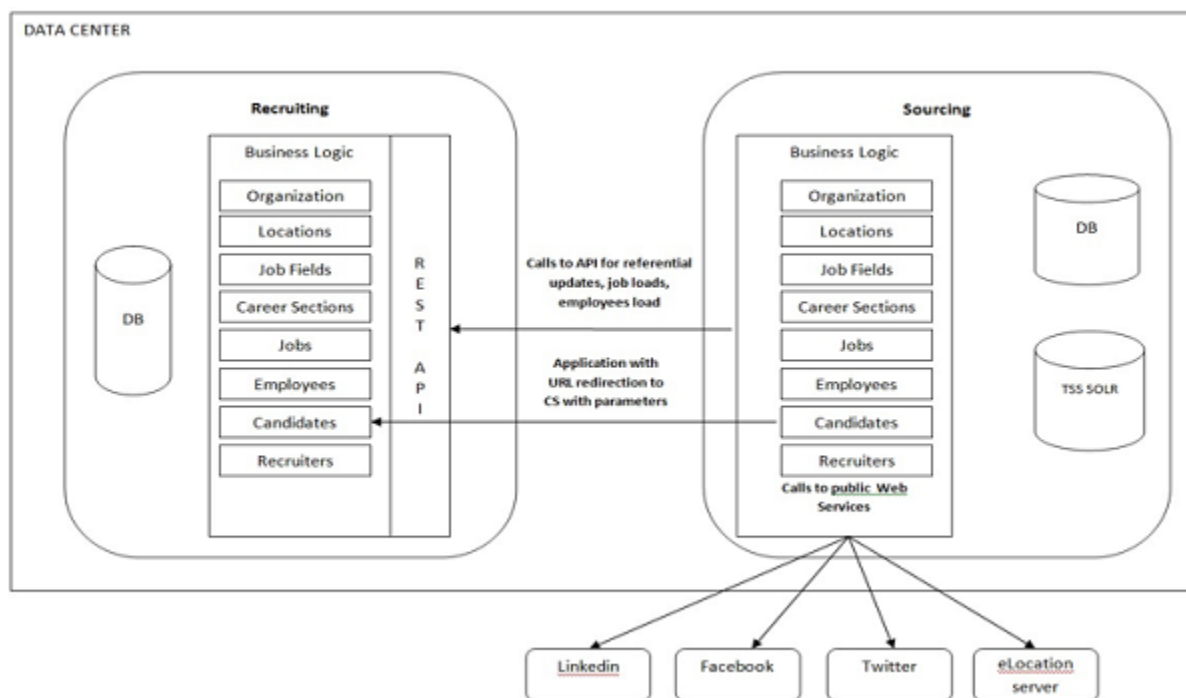 DATA CENTER
Recruiting
Business Logic
Organization
Locations
Job Fields
Career Sections
Jobs
Employees
Candidates
Recruiters
REST API
DB
Calls to API for referential
updates, job loads,
employees load
Application with
URL redirection to
CS with parameters
Sourcing
Business Logic
Organization
Locations
Job Fields
Career Sections
Jobs
Employees
Candidates
Recruiters
Calls to public Web
Services
DB
TSS SOLR
Linkedin
Facebook
Twitter
eLocation
server